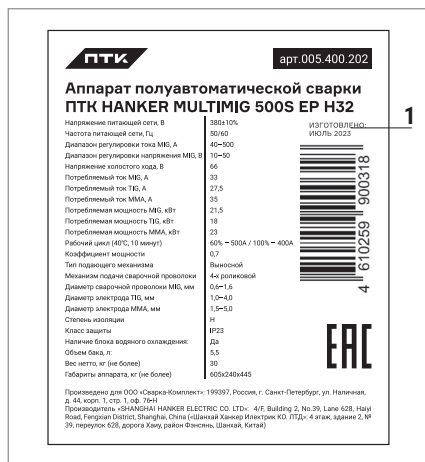 ПТК
арт.005.400.202
Аппарат полуавтоматической сварки
ПТК HANKER MULTIMIG 500S EP H32
1
ИЗГОТОВЛЕНО:
ИЮЛЬ 2023
Напряжение питающей сети, В 380±10%
Частота питающей сети, Гц 50/60
Диапазон регулировки тока MIG, А 40–500
Диапазон регулировки напряжения MIG, В 10–50
Напряжение холостого хода, В 66
Потребляемый ток MIG, А 33
Потребляемый ток TIG, А 27,5
Потребляемый ток MMA, А 35
Потребляемая мощность MIG, кВт 21,5
Потребляемая мощность TIG, кВт 18
Потребляемая мощность MMA, кВт 23
Рабочий цикл (40°C, 10 минут) 60% – 500А / 100% – 400А
Коэффициент мощности 0,7
Тип подающего механизма Выносной
Механизм подачи сварочной проволоки 4-х роликовой
Диаметр сварочной проволоки MIG, мм 0,6–1,6
Диаметр электрода TIG, мм 1,0–4,0
Диаметр электрода MMA, мм 1,5–5,0
Степень изоляции H
Класс защиты IP23
Наличие блока водяного охлаждения: Да
Объем бака, л: 5,5
Вес нетто, кг (не более) 30
Габариты аппарата, кг (не более) 605х240х445
4 610259 900318
EAC
Произведено для ООО «Сварка-Комплект»: 199397, Россия, г. Санкт-Петербург, ул. Наличная,
д. 44, корп. 1, стр. 1, оф. 76-Н
Производитель «SHANGHAI HANKER ELECTRIC CO. LTD»: 4/F, Building 2, No.39, Lane 628, Haiyi
Road, Fengxian District, Shanghai, China («Шанхай Ханкер Илектрик КО. ЛТД»: 4 этаж, здание 2, №
39, переулок 628, дорога Хаиу, район Фэнсянь, Шанхай, Китай)